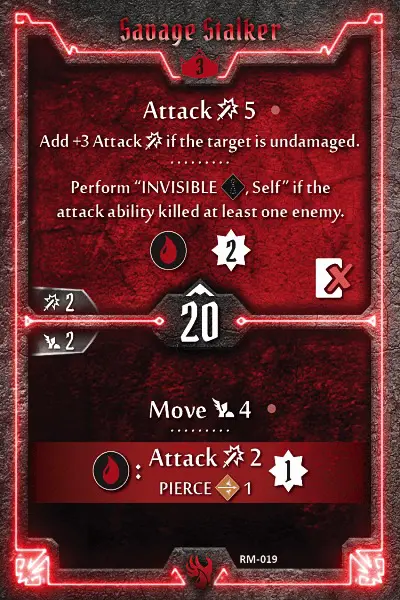 Savage Stalker
3
Attack 5
Add +3 Attack if the target is undamaged.
Perform “INVISIBLE , Self” if the
attack ability killed at least one enemy.
2
2
20
2
Move 4
: Attack 2
1
PIERCE 1
RM-019